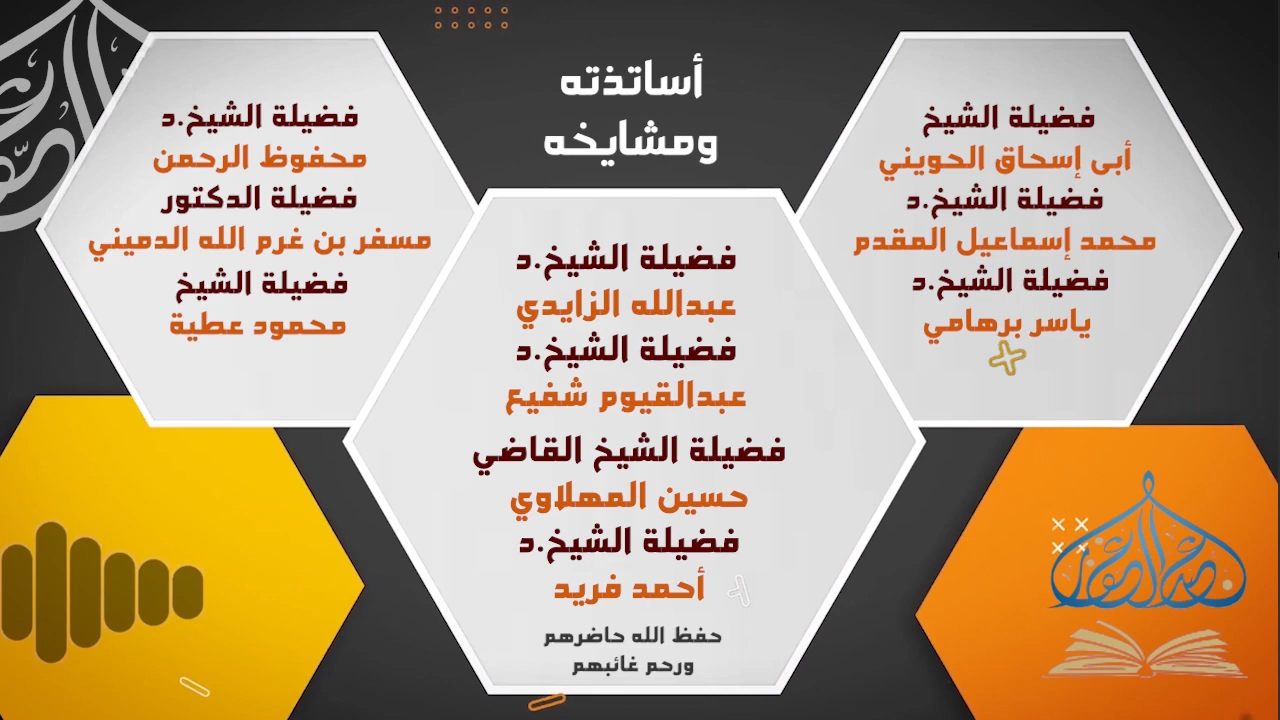 أساتذته
ومشايخه
فضيلة الشيخ
أبى إسحاق الحويني
فضيلة الشيخ.د
محمد إسماعيل المقدم
فضيلة الشيخ.د
ياسر برهامي
فضيلة الشيخ.د
عبدالله الزايدي
فضيلة الشيخ.د
عبدالقيوم شفيع
فضيلة الشيخ القاضي
حسين المهلاوي
فضيلة الشيخ.د
أحمد فريد
حفظ الله حاضرهم
ورحم غائبهم
فضيلة الشيخ.د
محفوظ الرحمن
فضيلة الدكتور
مسفر بن غرم الله الدميني
فضيلة الشيخ
محمود عطية